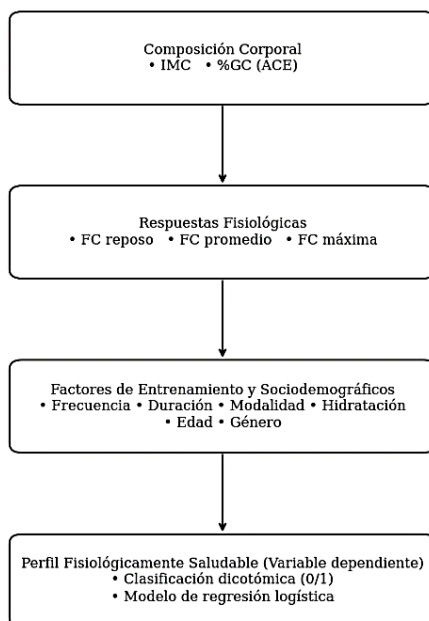 Composición Corporal
• IMC • %GC (ACE)
Respuestas Fisiológicas
• FC reposo • FC promedio • FC máxima
Factores de Entrenamiento y Sociodemográficos
• Frecuencia • Duración • Modalidad • Hidratación
• Edad • Género
Perfil Fisiológicamente Saludable (Variable dependiente)
• Clasificación dicotómica (0/1)
• Modelo de regresión logística